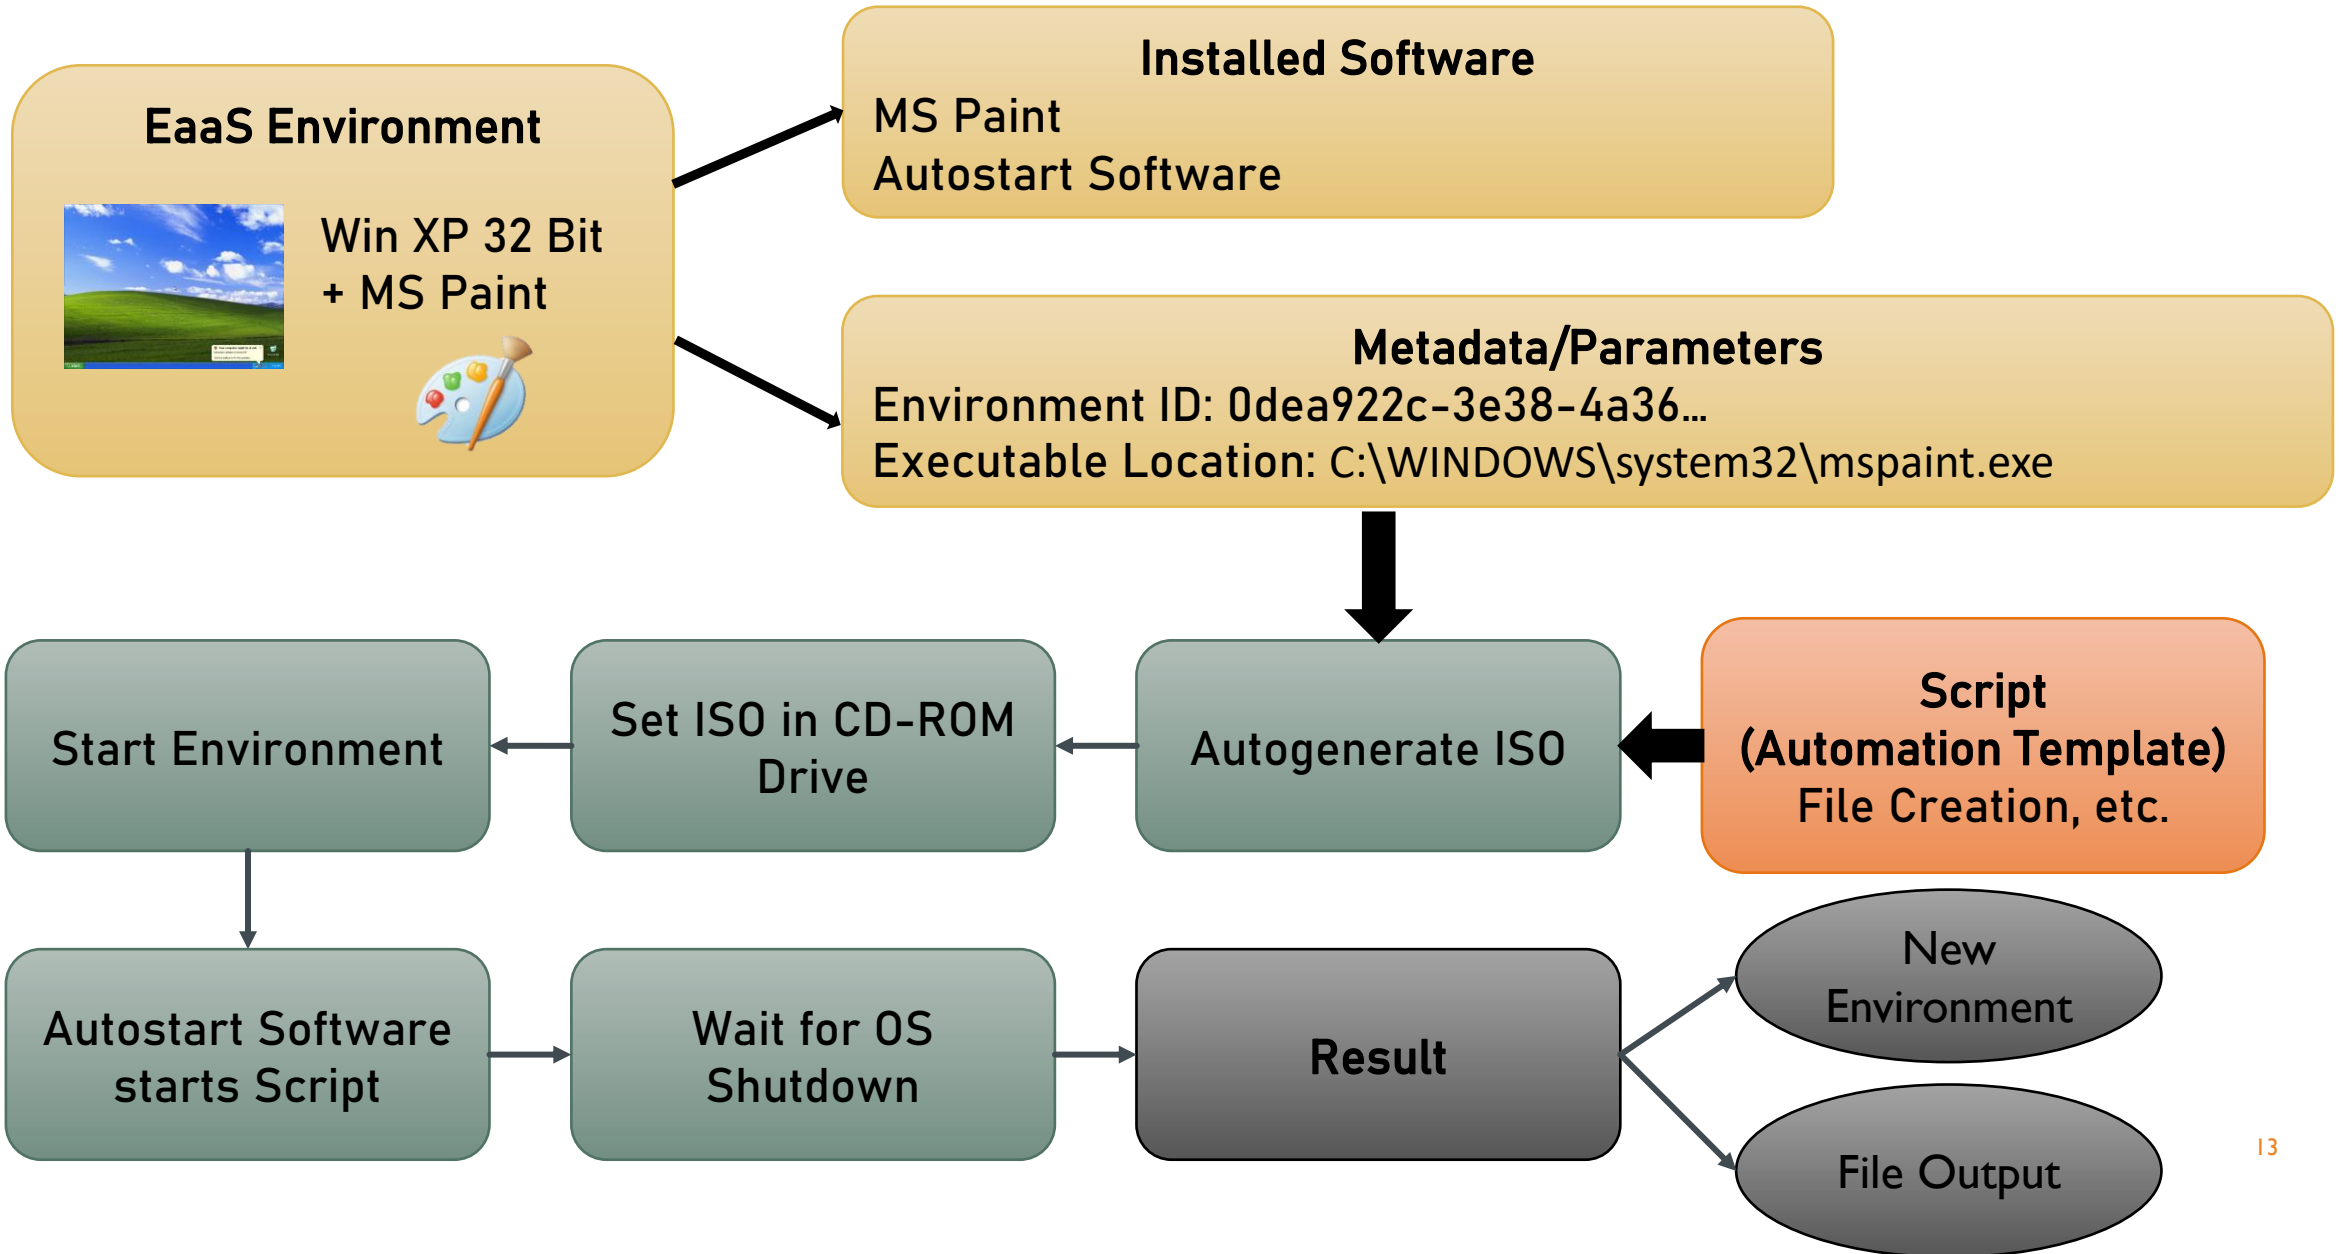 EaaS Environment
Win XP 32 Bit
+ MS Paint
Installed Software
MS Paint
Autostart Software
Metadata/Parameters
Environment ID: 0dea922c-3e38-4a36...
Executable Location: C:\WINDOWS\system32\mspaint.exe
Script
(Automation Template)
File Creation, etc.
Autogenerate ISO
Set ISO in CD-ROM
Drive
Start Environment
Autostart Software
starts Script
Wait for OS
Shutdown
Result
New
Environment
File Output
13